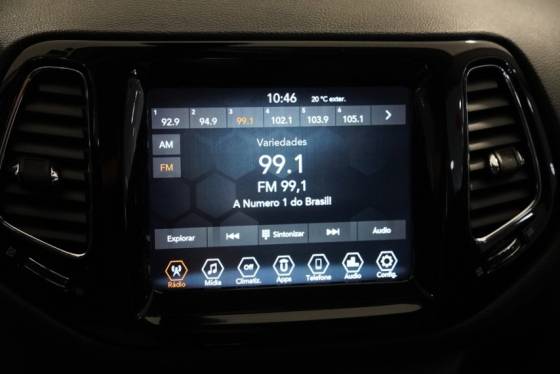 10:46 20 °C exter.
1 2 3 4 5 6
92.9 94.9 99.1 102.1 103.9 105.1
AM
Variedades
FM
99.1
FM 99,1
A Numero 1 do Brasil!
Explorar Sintonizar Áudio
Off
Rádio Mídia Climatiz. Apps Telefone Áudio Config.